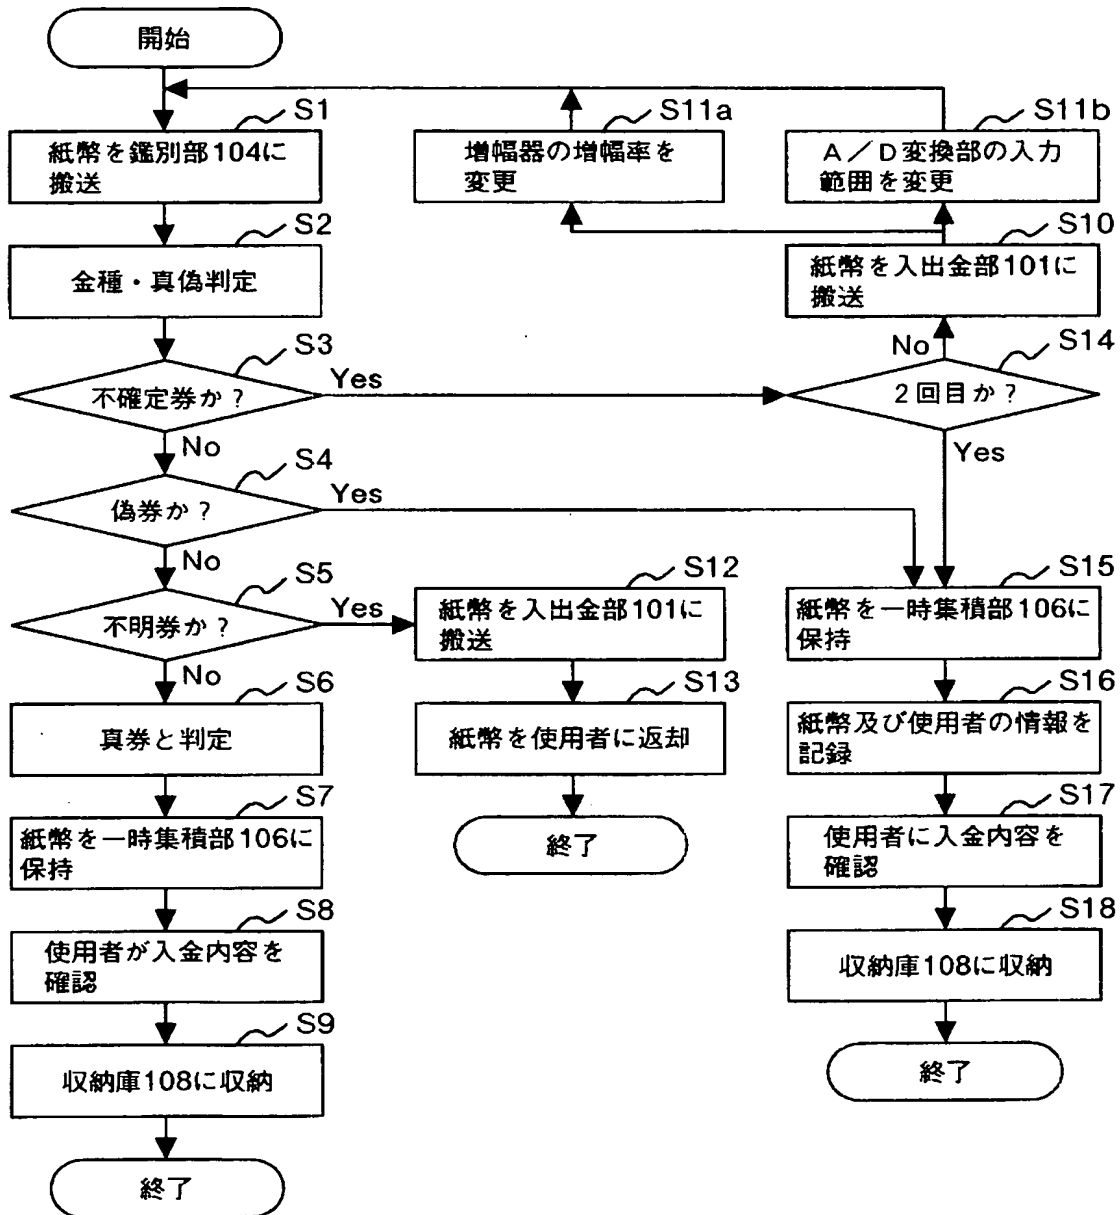 開始
S1
紙幣を鑑別部104に
搬送
S2
金種・真偽判定
S3
不確定券か？
Yes
No
S4
偽券か？
Yes
No
S5
不明券か？
Yes
No
S6
真券と判定
S7
紙幣を一時集積部106に
保持
S8
使用者が入金内容を
確認
S9
収納庫108に収納
終了
S11a
増幅器の増幅率を
変更
S11b
A／D変換部の入力
範囲を変更
S10
紙幣を入出金部101に
搬送
No
S14
2回目か？
Yes
S12
紙幣を入出金部101に
搬送
S13
紙幣を使用者に返却
終了
S15
紙幣を一時集積部106に
保持
S16
紙幣及び使用者の情報を
記録
S17
使用者に入金内容を
確認
S18
収納庫108に収納
終了